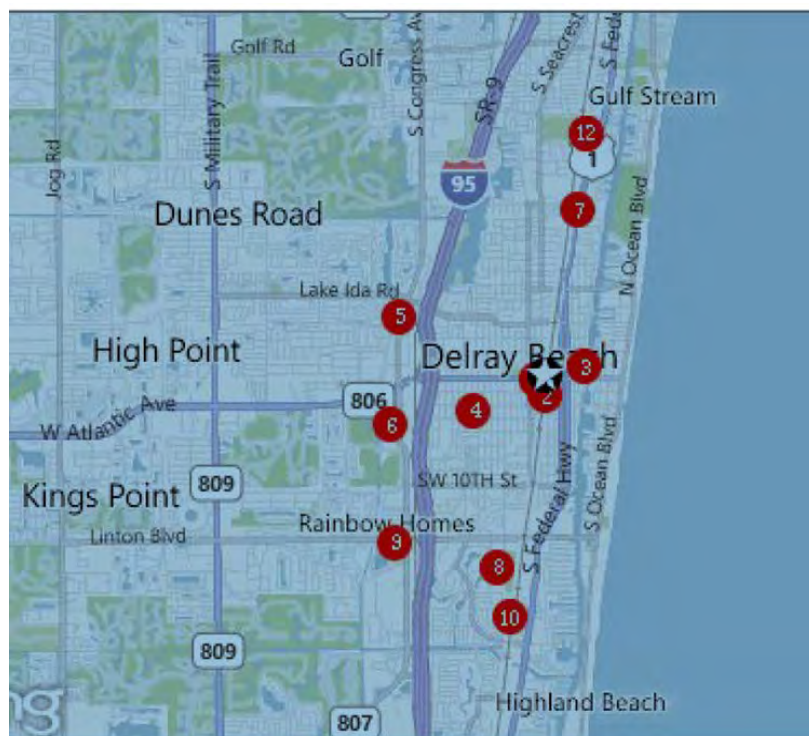 Golf Rd
Golf
S Congress Ave
SR-9
S Seacrest
S Fede
Gulf Stream
12
1
S Military Trail
Jog Rd
95
7
Dunes Road
N Ocean Blvd
Lake Ida Rd
5
High Point
Delray Beach
3
2
806
4
W Atlantic Ave
6
S Ocean Blvd
SW 10TH St
809
Kings Point
S Federal Hwy
Rainbow Homes
Linton Blvd
9
8
10
809
Highland Beach
807
ng